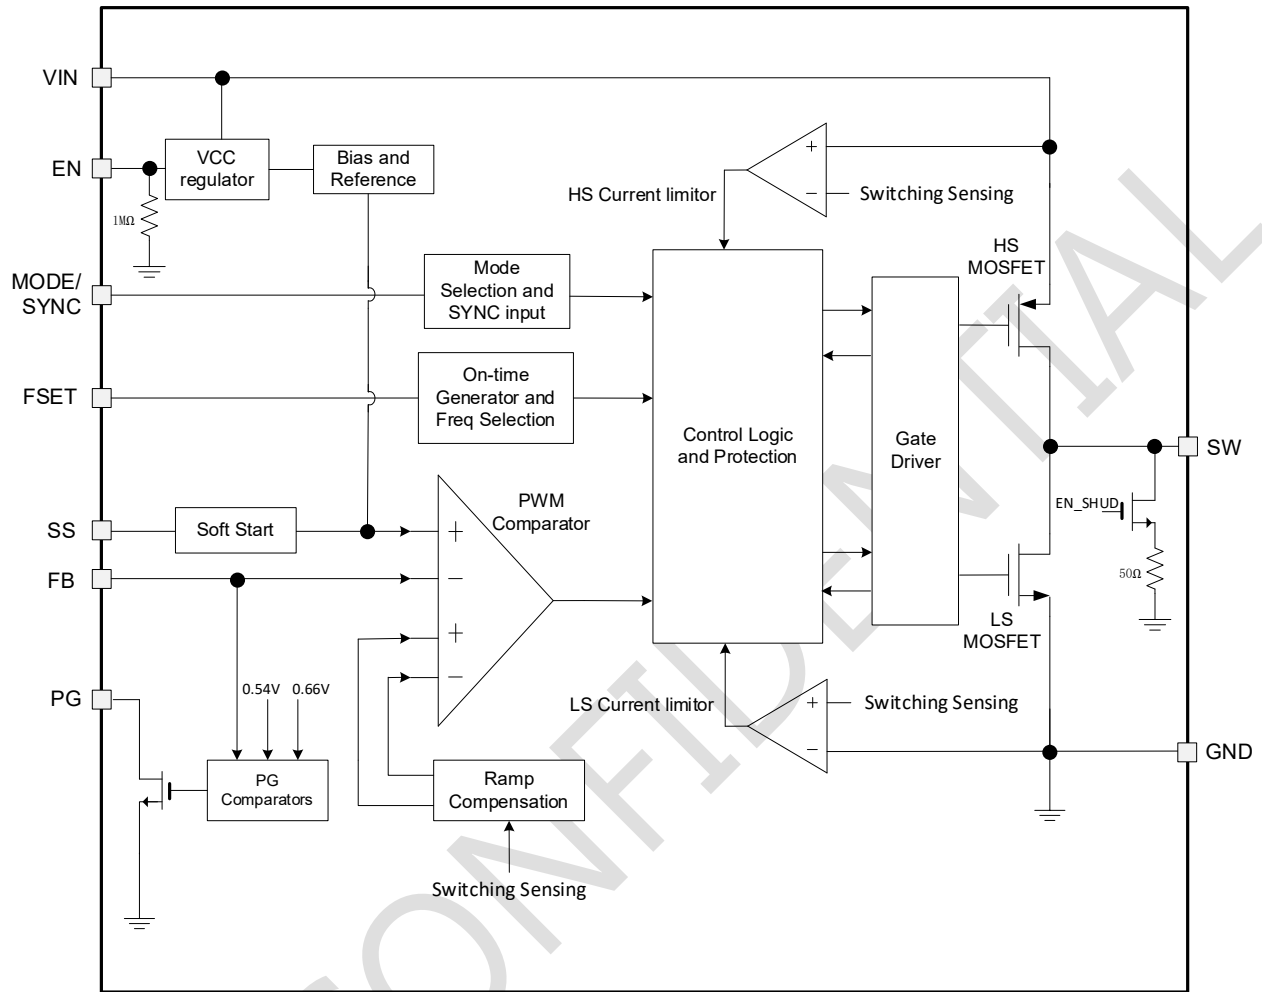 VIN
EN
VCC
regulator
Bias and
Reference
1MΩ
MODE/
SYNC
Mode
Selection and
SYNC input
FSET
On-time
Generator and
Freq Selection
SS
Soft Start
FB
PG
0.54V
0.66V
PG
Comparators
PWM
Comparator
+
−
+
−
Ramp
Compensation
Switching Sensing
HS Current limitor
+
−
Switching Sensing
Control Logic
and Protection
Gate
Driver
HS
MOSFET
LS
MOSFET
LS Current limitor
+
−
Switching Sensing
SW
EN_SHUD
50Ω
GND
CONFIDENTIAL